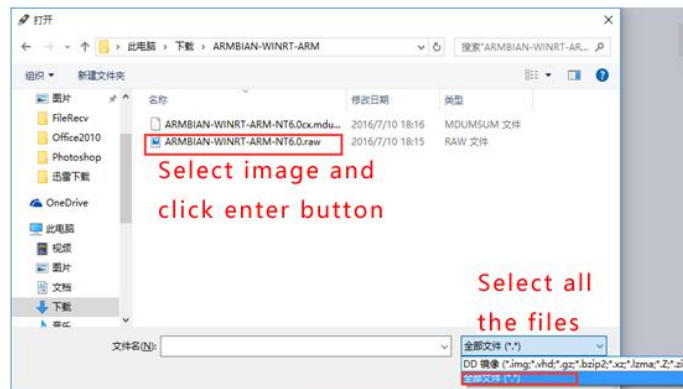 打开
此电脑 › 下载 › ARMBIAN-WINRT-ARM
搜索"ARMBIAN-WINRT-AR...
组织 新建文件夹
图片
FileRecv
Office2010
Photoshop
迅雷下载
OneDrive
此电脑
视频
图片
文档
下载
音乐
名称 修改日期 类型
ARMBIAN-WINRT-ARM-NT6.0cx.mdu... 2016/7/10 18:16 MDUMSUM 文件
ARMBIAN-WINRT-ARM-NT6.0.raw 2016/7/10 18:15 RAW 文件
Select image and
click enter button
Select all
the files
文件名(N):
全部文件 (*.*)
DD 镜像 (*.img;*.vhd;*.gz;*.bzip2;*.xz;*.lzma;*.Z;*.zi
全部文件 (*.*)